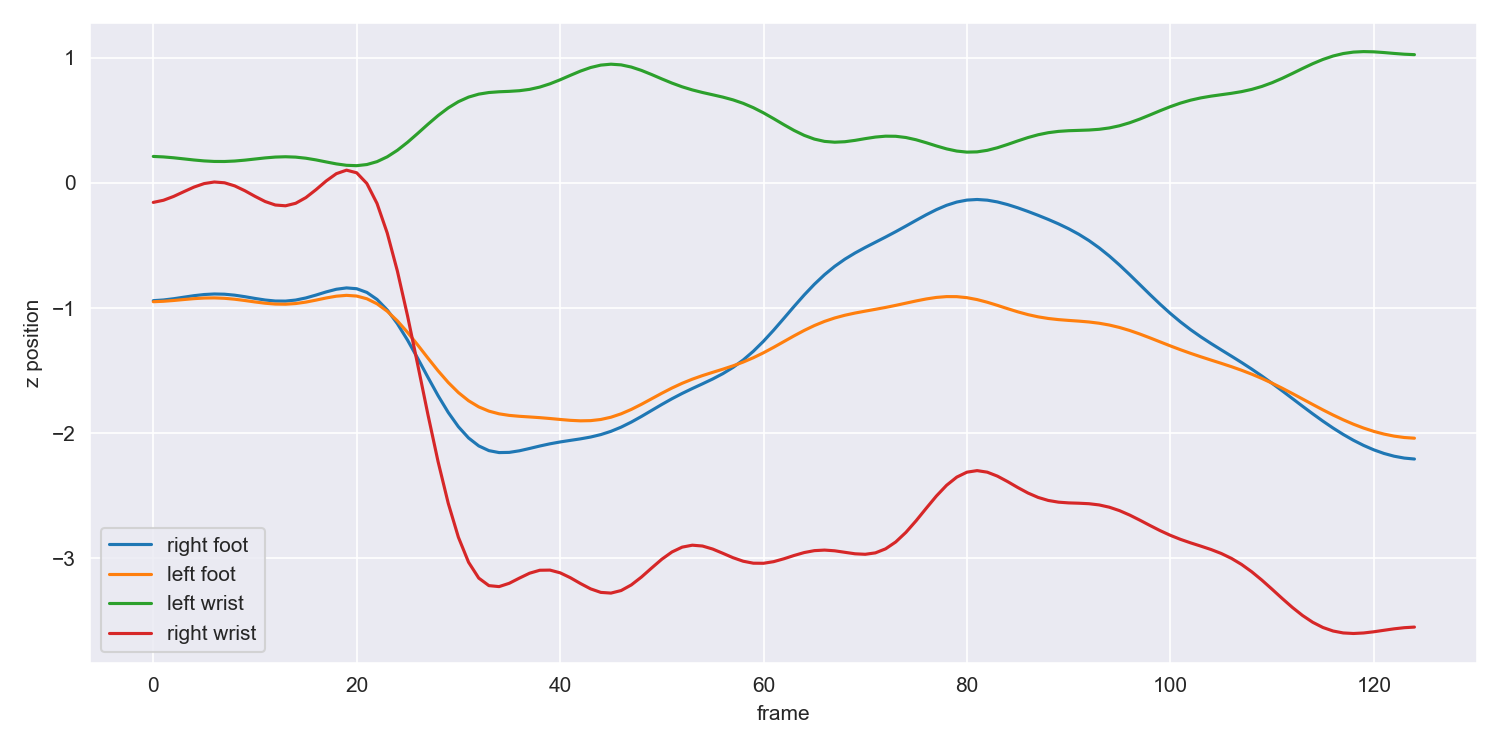 1
0
−1
−2
−3
z position
right foot
left foot
left wrist
right wrist
0 20 40 60 80 100 120
frame